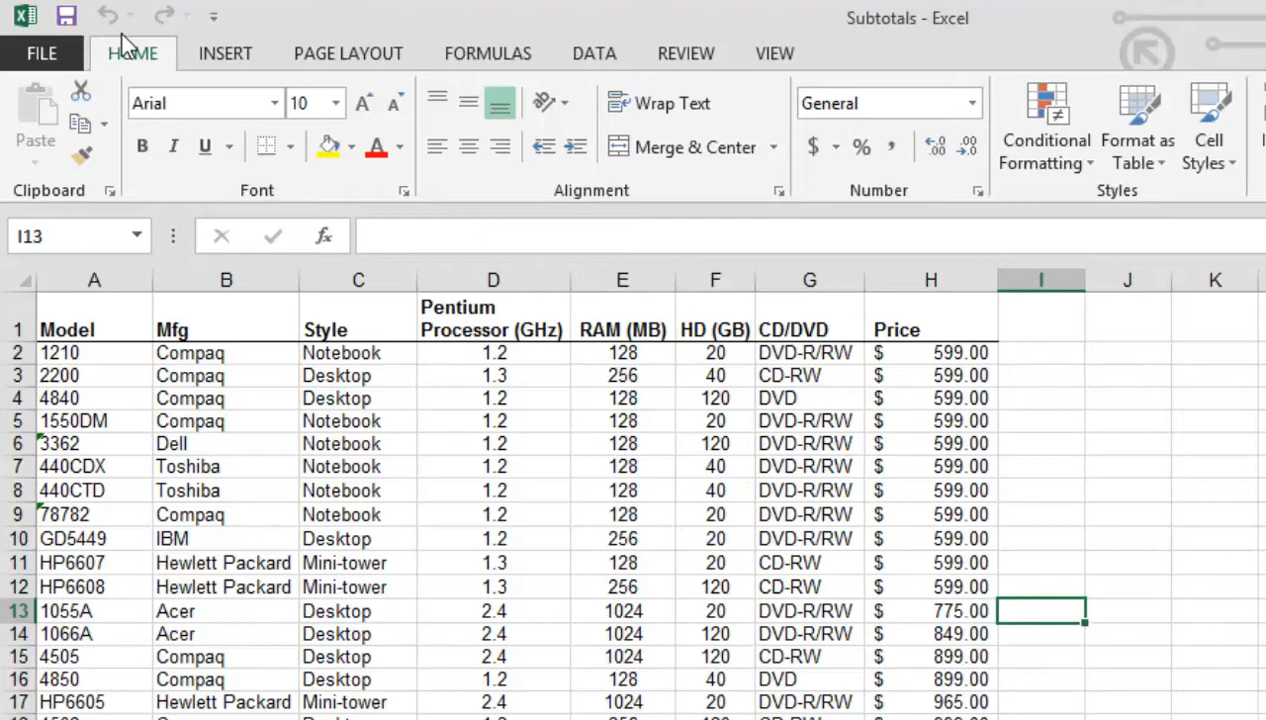 Subtotals - Excel
FILE HOME INSERT PAGE LAYOUT FORMULAS DATA REVIEW VIEW
Paste
Arial 10
B I U A
Wrap Text
Merge & Center
General
$ % ,
Conditional Formatting
Format as Table
Cell Styles
Clipboard Font Alignment Number Styles
I13 fx
A B C D E F G H I J K
1 Model Mfg Style Pentium Processor (GHz) RAM (MB) HD (GB) CD/DVD Price
2 1210 Compaq Notebook 1.2 128 20 DVD-R/RW $ 599.00
3 2200 Compaq Desktop 1.3 256 40 CD-RW $ 599.00
4 4840 Compaq Desktop 1.2 128 120 DVD $ 599.00
5 1550DM Compaq Notebook 1.2 128 20 DVD-R/RW $ 599.00
6 3362 Dell Notebook 1.2 128 120 DVD-R/RW $ 599.00
7 440CDX Toshiba Notebook 1.2 128 40 DVD-R/RW $ 599.00
8 440CTD Toshiba Notebook 1.2 128 40 DVD-R/RW $ 599.00
9 78782 Compaq Notebook 1.2 128 20 DVD-R/RW $ 599.00
10 GD5449 IBM Desktop 1.2 256 20 DVD-R/RW $ 599.00
11 HP6607 Hewlett Packard Mini-tower 1.3 128 20 CD-RW $ 599.00
12 HP6608 Hewlett Packard Mini-tower 1.3 256 120 CD-RW $ 599.00
13 1055A Acer Desktop 2.4 1024 20 DVD-R/RW $ 775.00
14 1066A Acer Desktop 2.4 1024 120 DVD-R/RW $ 849.00
15 4505 Compaq Desktop 2.4 1024 120 CD-RW $ 899.00
16 4850 Compaq Desktop 1.2 128 40 DVD $ 899.00
17 HP6605 Hewlett Packard Mini-tower 2.4 1024 20 DVD-R/RW $ 965.00